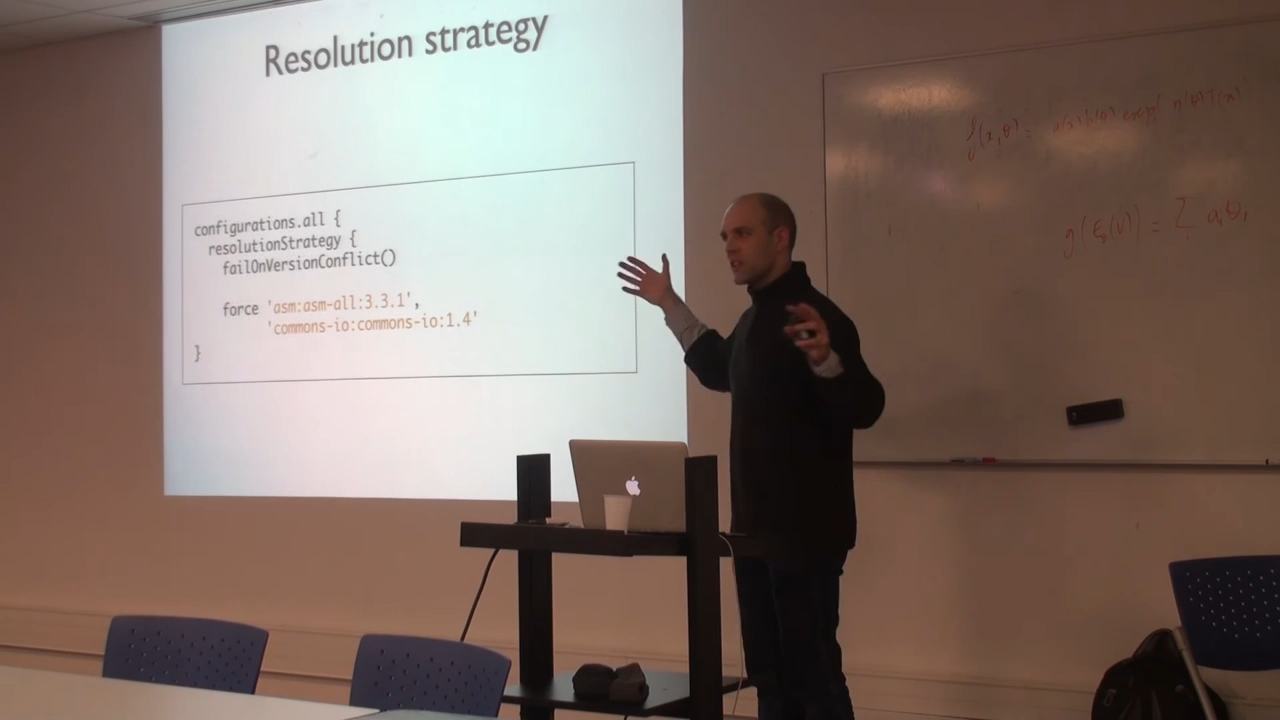 Resolution strategy
configurations.all {
resolutionStrategy {
failOnVersionConflict()
force 'asm:asm-all:3.3.1',
'commons-io:commons-io:1.4'
}